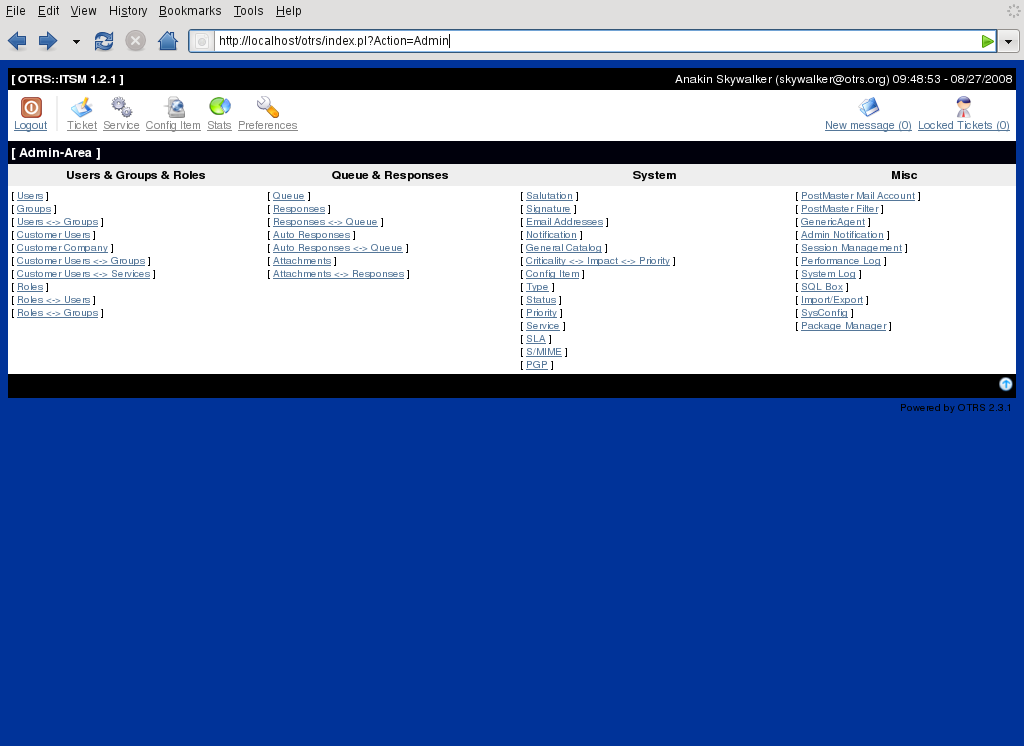 File Edit View History Bookmarks Tools Help
http://localhost/otrs/index.pl?Action=Admin
[ OTRS::ITSM 1.2.1 ] Anakin Skywalker (skywalker@otrs.org) 09:48:53 - 08/27/2008
Logout Ticket Service Config Item Stats Preferences New message (0) Locked Tickets (0)
[ Admin-Area ]
Users & Groups & Roles Queue & Responses System Misc
[ Users ] [ Queue ] [ Salutation ] [ PostMaster Mail Account ]
[ Groups ] [ Responses ] [ Signature ] [ PostMaster Filter ]
[ Users <-> Groups ] [ Responses <-> Queue ] [ Email Addresses ] [ GenericAgent ]
[ Customer Users ] [ Auto Responses ] [ Notification ] [ Admin Notification ]
[ Customer Company ] [ Auto Responses <-> Queue ] [ General Catalog ] [ Session Management ]
[ Customer Users <-> Groups ] [ Attachments ] [ Criticality <-> Impact <-> Priority ] [ Performance Log ]
[ Customer Users <-> Services ] [ Attachments <-> Responses ] [ Config Item ] [ System Log ]
[ Roles ] [ Type ] [ SQL Box ]
[ Roles <-> Users ] [ Status ] [ Import/Export ]
[ Roles <-> Groups ] [ Priority ] [ SysConfig ]
[ Service ] [ Package Manager ]
[ SLA ]
[ S/MIME ]
[ PGP ]
Powered by OTRS 2.3.1